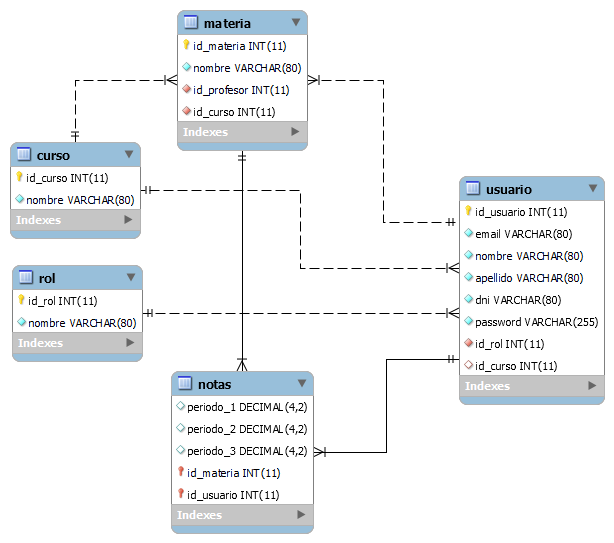 materia
id_materia INT(11)
nombre VARCHAR(80)
id_profesor INT(11)
id_curso INT(11)
Indexes
curso
id_curso INT(11)
nombre VARCHAR(80)
Indexes
usuario
id_usuario INT(11)
email VARCHAR(80)
nombre VARCHAR(80)
apellido VARCHAR(80)
dni VARCHAR(80)
password VARCHAR(255)
id_rol INT(11)
id_curso INT(11)
Indexes
rol
id_rol INT(11)
nombre VARCHAR(80)
Indexes
notas
periodo_1 DECIMAL(4,2)
periodo_2 DECIMAL(4,2)
periodo_3 DECIMAL(4,2)
id_materia INT(11)
id_usuario INT(11)
Indexes